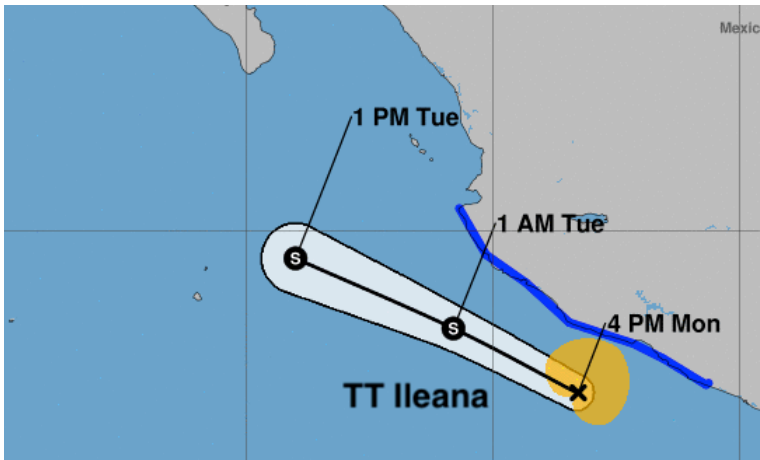 Mexic
1 PM Tue
1 AM Tue
4 PM Mon
TT Ileana
S
S